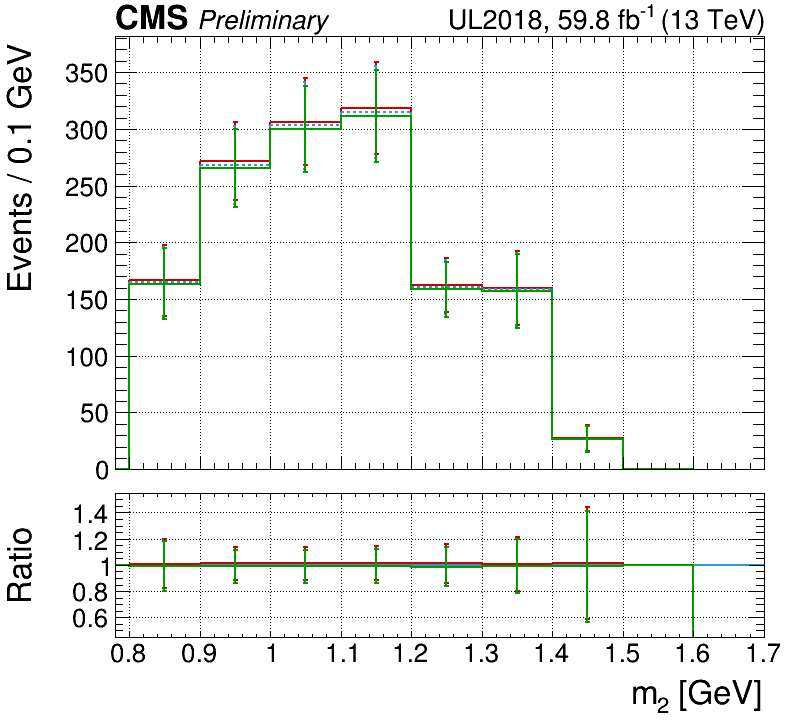 CMS Preliminary UL2018, 59.8 fb⁻¹ (13 TeV)
Events / 0.1 GeV
350
300
250
200
150
100
50
0
Ratio
1.4
1.2
1
0.8
0.6
0.8 0.9 1 1.1 1.2 1.3 1.4 1.5 1.6 1.7
m₂ [GeV]